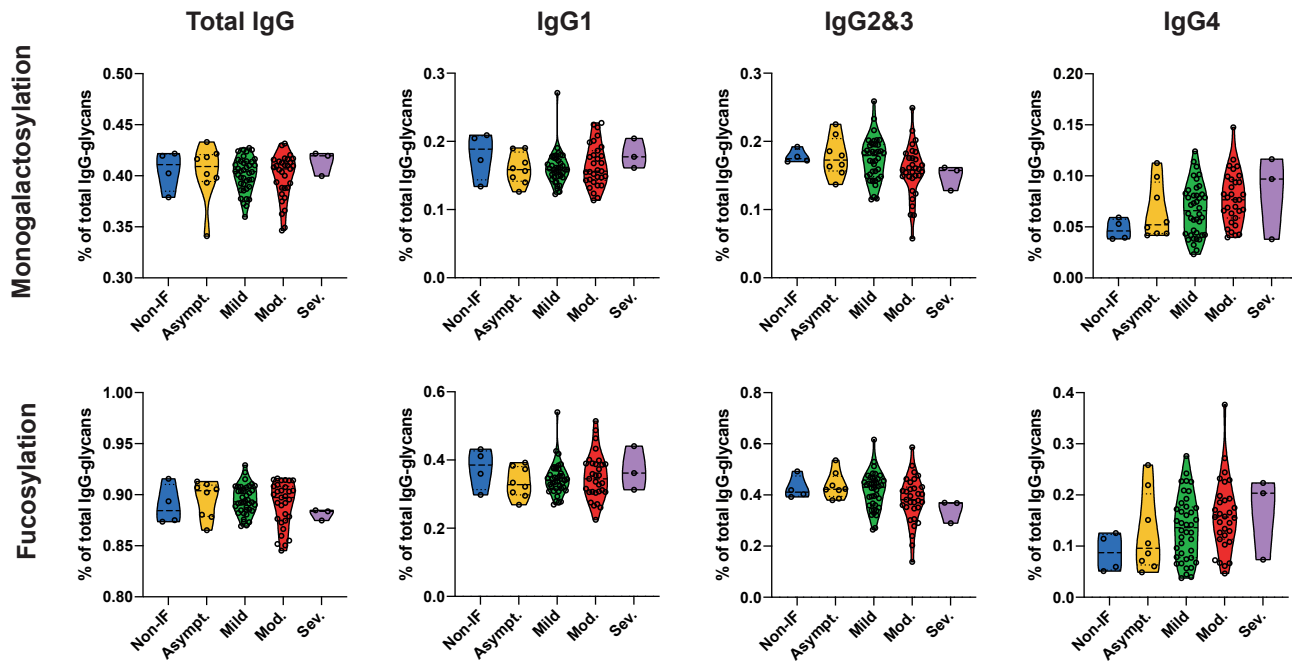 Total IgG
IgG1
IgG2&3
IgG4
Monogalactosylation
% of total IgG-glycans
0.50
0.45
0.40
0.35
0.30
Non-IF
Asympt.
Mild
Mod.
Sev.
% of total IgG-glycans
0.3
0.2
0.1
0.0
Non-IF
Asympt.
Mild
Mod.
Sev.
% of total IgG-glycans
0.3
0.2
0.1
0.0
Non-IF
Asympt.
Mild
Mod.
Sev.
% of total IgG-glycans
0.20
0.15
0.10
0.05
0.00
Non-IF
Asympt.
Mild
Mod.
Sev.
Fucosylation
% of total IgG-glycans
1.00
0.95
0.90
0.85
0.80
Non-IF
Asympt.
Mild
Mod.
Sev.
% of total IgG-glycans
0.6
0.4
0.2
0.0
Non-IF
Asympt.
Mild
Mod.
Sev.
% of total IgG-glycans
0.8
0.6
0.4
0.2
0.0
Non-IF
Asympt.
Mild
Mod.
Sev.
% of total IgG-glycans
0.4
0.3
0.2
0.1
0.0
Non-IF
Asympt.
Mild
Mod.
Sev.